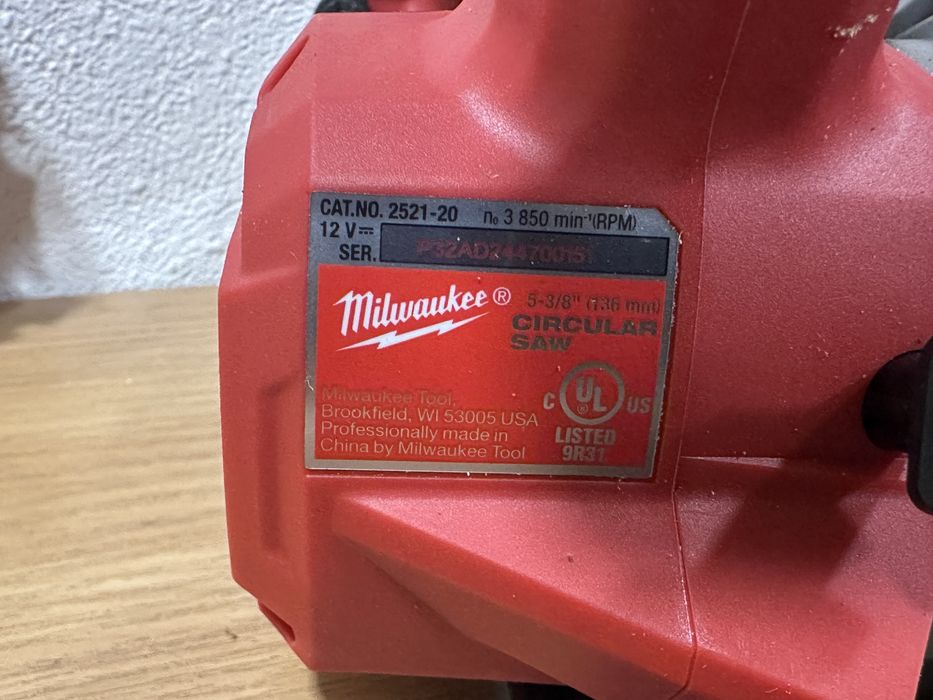 CAT.NO. 2521-20 n₀ 3 850 min⁻¹(RPM)
12 V⎓
SER. P32AD244700151
Milwaukee®
5-3/8" (136 mm)
CIRCULAR
SAW
Milwaukee Tool,
Brookfield, WI 53005 USA
Professionally made in
China by Milwaukee Tool
C UL® US
LISTED
9R31